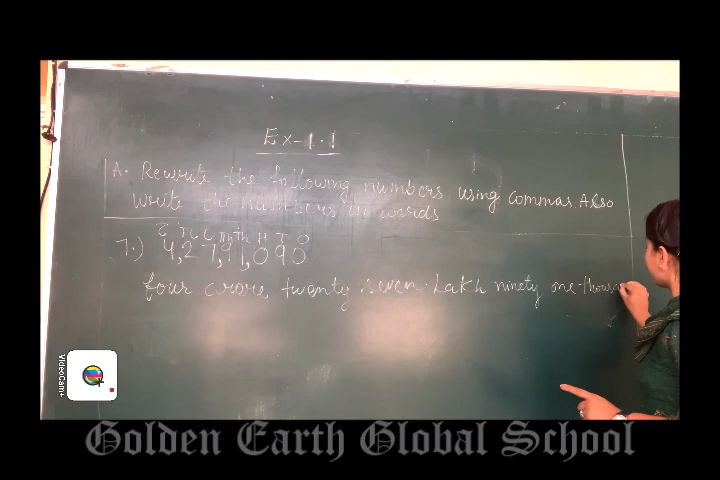 Ex-1.1
A. Rewrite the following numbers using commas. Also
write the numbers in words
C TL L TTh Th H T O
7.) 4,27,91,090
four crore, twenty seven Lakh ninety one thous
VideoCam+
Golden Earth Global School